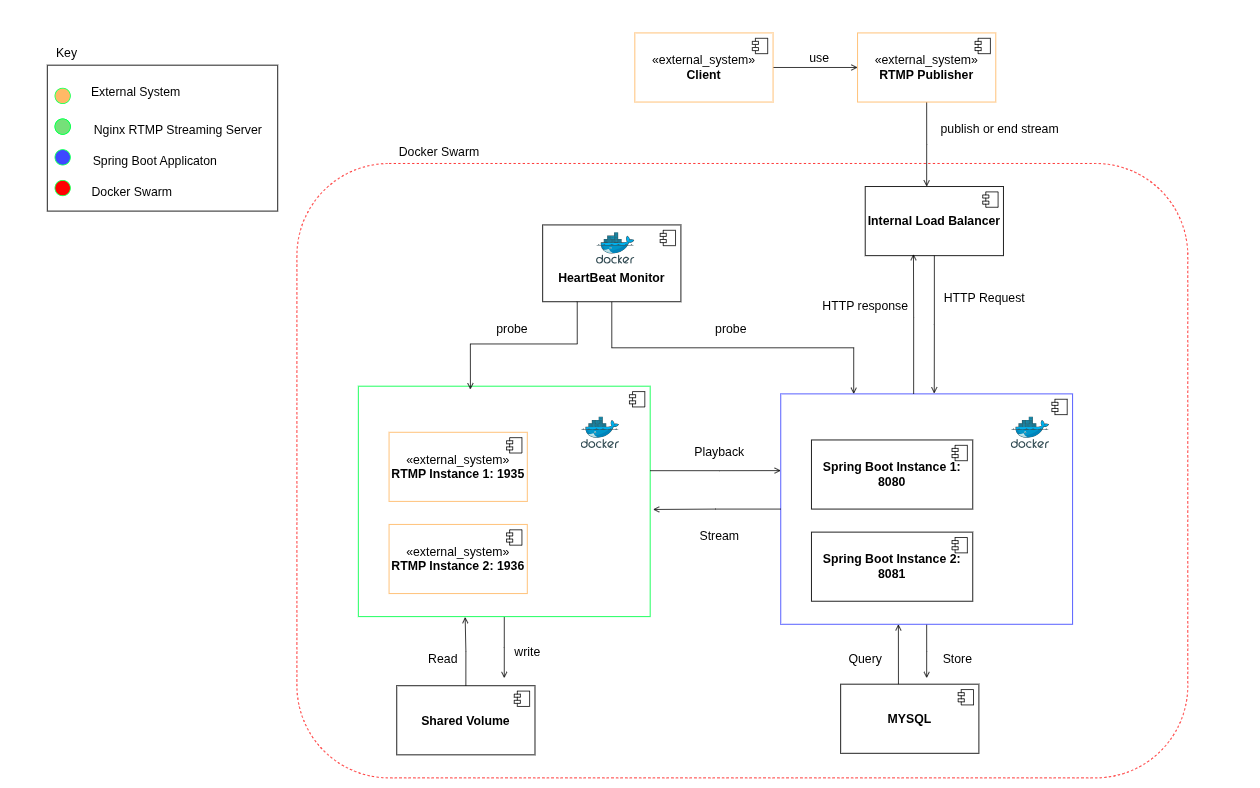 Key
External System
Nginx RTMP Streaming Server
Spring Boot Applicaton
Docker Swarm
«external_system»
Client
use
«external_system»
RTMP Publisher
publish or end stream
Docker Swarm
Internal Load Balancer
docker
HeartBeat Monitor
HTTP response
HTTP Request
probe
probe
docker
«external_system»
RTMP Instance 1: 1935
«external_system»
RTMP Instance 2: 1936
Playback
Stream
docker
Spring Boot Instance 1:
8080
Spring Boot Instance 2:
8081
Read
write
Query
Store
Shared Volume
MYSQL